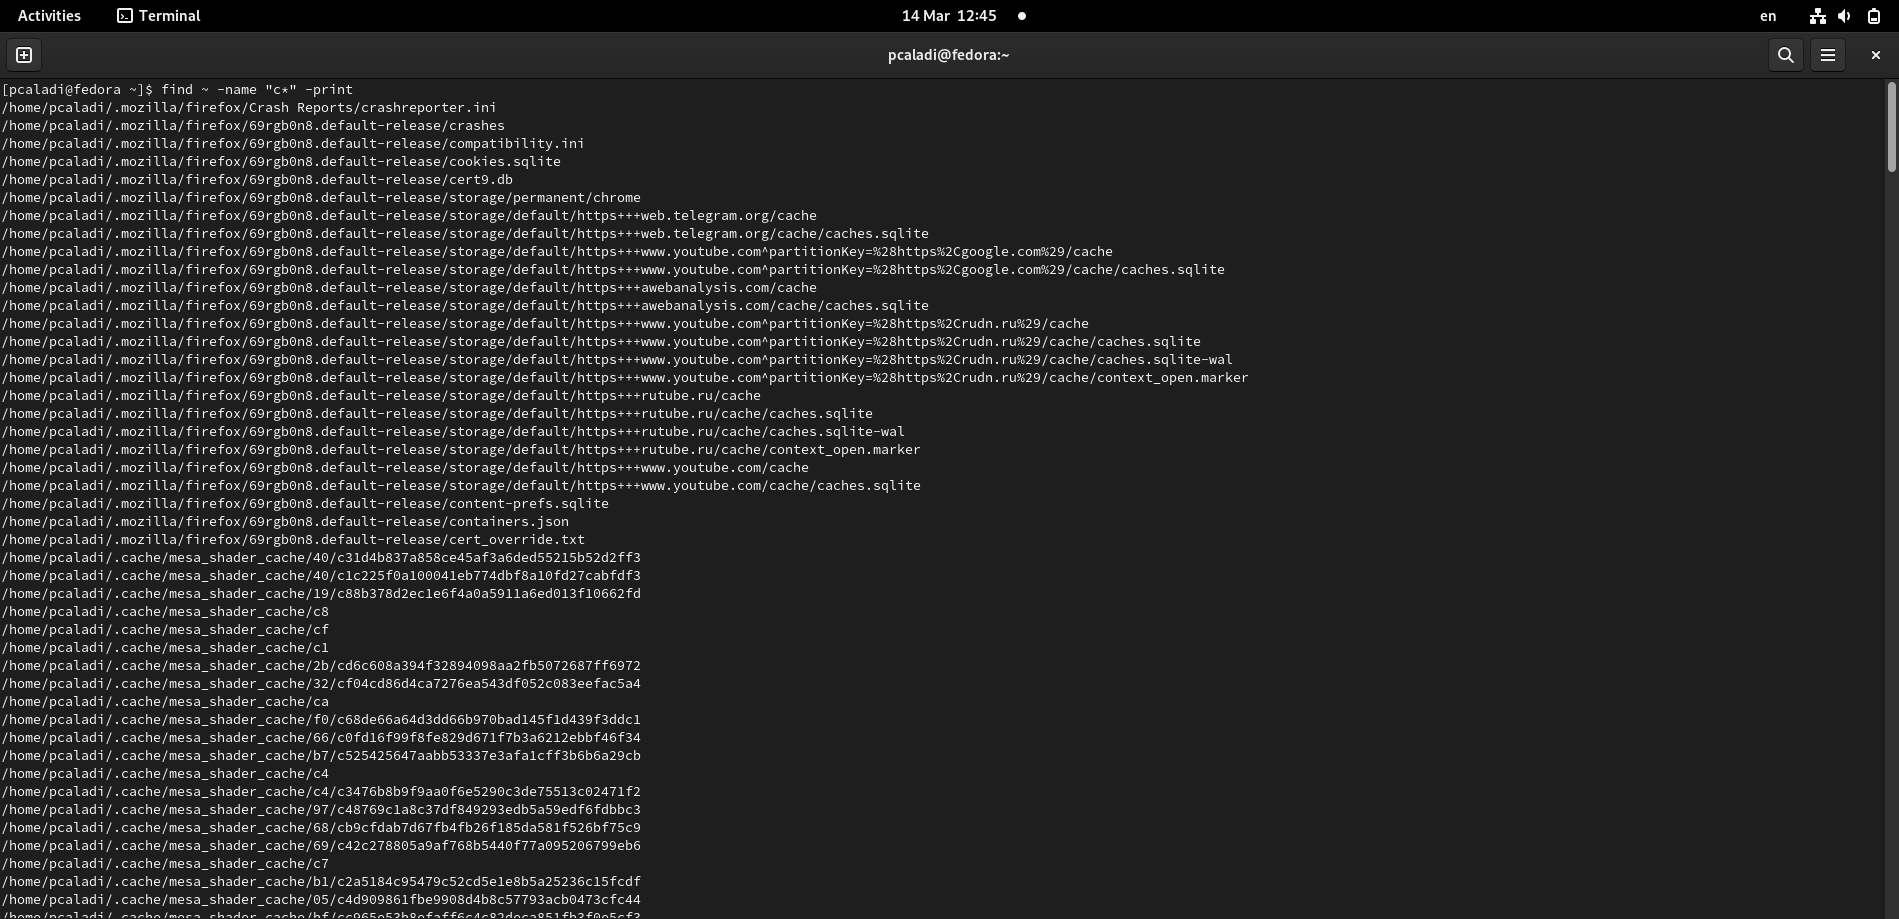 Activities Terminal 14 Mar 12:45 en
pcaladi@fedora:~
[pcaladi@fedora ~]$ find ~ -name "c*" -print
/home/pcaladi/.mozilla/firefox/Crash Reports/crashreporter.ini
/home/pcaladi/.mozilla/firefox/69rgb0n8.default-release/crashes
/home/pcaladi/.mozilla/firefox/69rgb0n8.default-release/compatibility.ini
/home/pcaladi/.mozilla/firefox/69rgb0n8.default-release/cookies.sqlite
/home/pcaladi/.mozilla/firefox/69rgb0n8.default-release/cert9.db
/home/pcaladi/.mozilla/firefox/69rgb0n8.default-release/storage/permanent/chrome
/home/pcaladi/.mozilla/firefox/69rgb0n8.default-release/storage/default/https+++web.telegram.org/cache
/home/pcaladi/.mozilla/firefox/69rgb0n8.default-release/storage/default/https+++web.telegram.org/cache/caches.sqlite
/home/pcaladi/.mozilla/firefox/69rgb0n8.default-release/storage/default/https+++www.youtube.com^partitionKey=%28https%2Cgoogle.com%29/cache
/home/pcaladi/.mozilla/firefox/69rgb0n8.default-release/storage/default/https+++www.youtube.com^partitionKey=%28https%2Cgoogle.com%29/cache/caches.sqlite
/home/pcaladi/.mozilla/firefox/69rgb0n8.default-release/storage/default/https+++awebanalysis.com/cache
/home/pcaladi/.mozilla/firefox/69rgb0n8.default-release/storage/default/https+++awebanalysis.com/cache/caches.sqlite
/home/pcaladi/.mozilla/firefox/69rgb0n8.default-release/storage/default/https+++www.youtube.com^partitionKey=%28https%2Crudn.ru%29/cache
/home/pcaladi/.mozilla/firefox/69rgb0n8.default-release/storage/default/https+++www.youtube.com^partitionKey=%28https%2Crudn.ru%29/cache/caches.sqlite
/home/pcaladi/.mozilla/firefox/69rgb0n8.default-release/storage/default/https+++www.youtube.com^partitionKey=%28https%2Crudn.ru%29/cache/caches.sqlite-wal
/home/pcaladi/.mozilla/firefox/69rgb0n8.default-release/storage/default/https+++www.youtube.com^partitionKey=%28https%2Crudn.ru%29/cache/context_open.marker
/home/pcaladi/.mozilla/firefox/69rgb0n8.default-release/storage/default/https+++rutube.ru/cache
/home/pcaladi/.mozilla/firefox/69rgb0n8.default-release/storage/default/https+++rutube.ru/cache/caches.sqlite
/home/pcaladi/.mozilla/firefox/69rgb0n8.default-release/storage/default/https+++rutube.ru/cache/caches.sqlite-wal
/home/pcaladi/.mozilla/firefox/69rgb0n8.default-release/storage/default/https+++rutube.ru/cache/context_open.marker
/home/pcaladi/.mozilla/firefox/69rgb0n8.default-release/storage/default/https+++www.youtube.com/cache
/home/pcaladi/.mozilla/firefox/69rgb0n8.default-release/storage/default/https+++www.youtube.com/cache/caches.sqlite
/home/pcaladi/.mozilla/firefox/69rgb0n8.default-release/content-prefs.sqlite
/home/pcaladi/.mozilla/firefox/69rgb0n8.default-release/containers.json
/home/pcaladi/.mozilla/firefox/69rgb0n8.default-release/cert_override.txt
/home/pcaladi/.cache/mesa_shader_cache/40/c31d4b837a858ce45af3a6ded55215b52d2ff3
/home/pcaladi/.cache/mesa_shader_cache/40/c1c225f0a100041eb774dbf8a10fd27cabfdf3
/home/pcaladi/.cache/mesa_shader_cache/19/c88b378d2ec1e6f4a0a5911a6ed013f10662fd
/home/pcaladi/.cache/mesa_shader_cache/c8
/home/pcaladi/.cache/mesa_shader_cache/cf
/home/pcaladi/.cache/mesa_shader_cache/c1
/home/pcaladi/.cache/mesa_shader_cache/2b/cd6c608a394f32894098aa2fb5072687ff6972
/home/pcaladi/.cache/mesa_shader_cache/32/cf04cd86d4ca7276ea543df052c083eefac5a4
/home/pcaladi/.cache/mesa_shader_cache/ca
/home/pcaladi/.cache/mesa_shader_cache/f0/c68de66a64d3dd66b970bad145f1d439f3ddc1
/home/pcaladi/.cache/mesa_shader_cache/66/c0fd16f99f8fe829d671f7b3a6212ebbf46f34
/home/pcaladi/.cache/mesa_shader_cache/b7/c525425647aabb53337e3afa1cff3b6b6a29cb
/home/pcaladi/.cache/mesa_shader_cache/c4
/home/pcaladi/.cache/mesa_shader_cache/c4/c3476b8b9f9aa0f6e5290c3de75513c02471f2
/home/pcaladi/.cache/mesa_shader_cache/97/c48769c1a8c37df849293edb5a59edf6fdbbc3
/home/pcaladi/.cache/mesa_shader_cache/68/cb9cfdab7d67fb4fb26f185da581f526bf75c9
/home/pcaladi/.cache/mesa_shader_cache/69/c42c278805a9af768b5440f77a095206799eb6
/home/pcaladi/.cache/mesa_shader_cache/c7
/home/pcaladi/.cache/mesa_shader_cache/b1/c2a5184c95479c52cd5e1e8b5a25236c15fcdf
/home/pcaladi/.cache/mesa_shader_cache/05/c4d909861fbe9908d4b8c57793acb0473cfc44